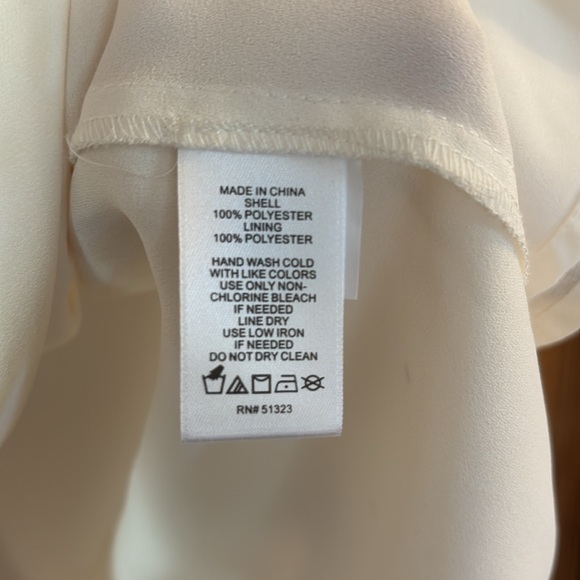 MADE IN CHINA
SHELL
100% POLYESTER
LINING
100% POLYESTER
HAND WASH COLD
WITH LIKE COLORS
USE ONLY NON-
CHLORINE BLEACH
IF NEEDED
LINE DRY
USE LOW IRON
IF NEEDED
DO NOT DRY CLEAN
RN# 51323